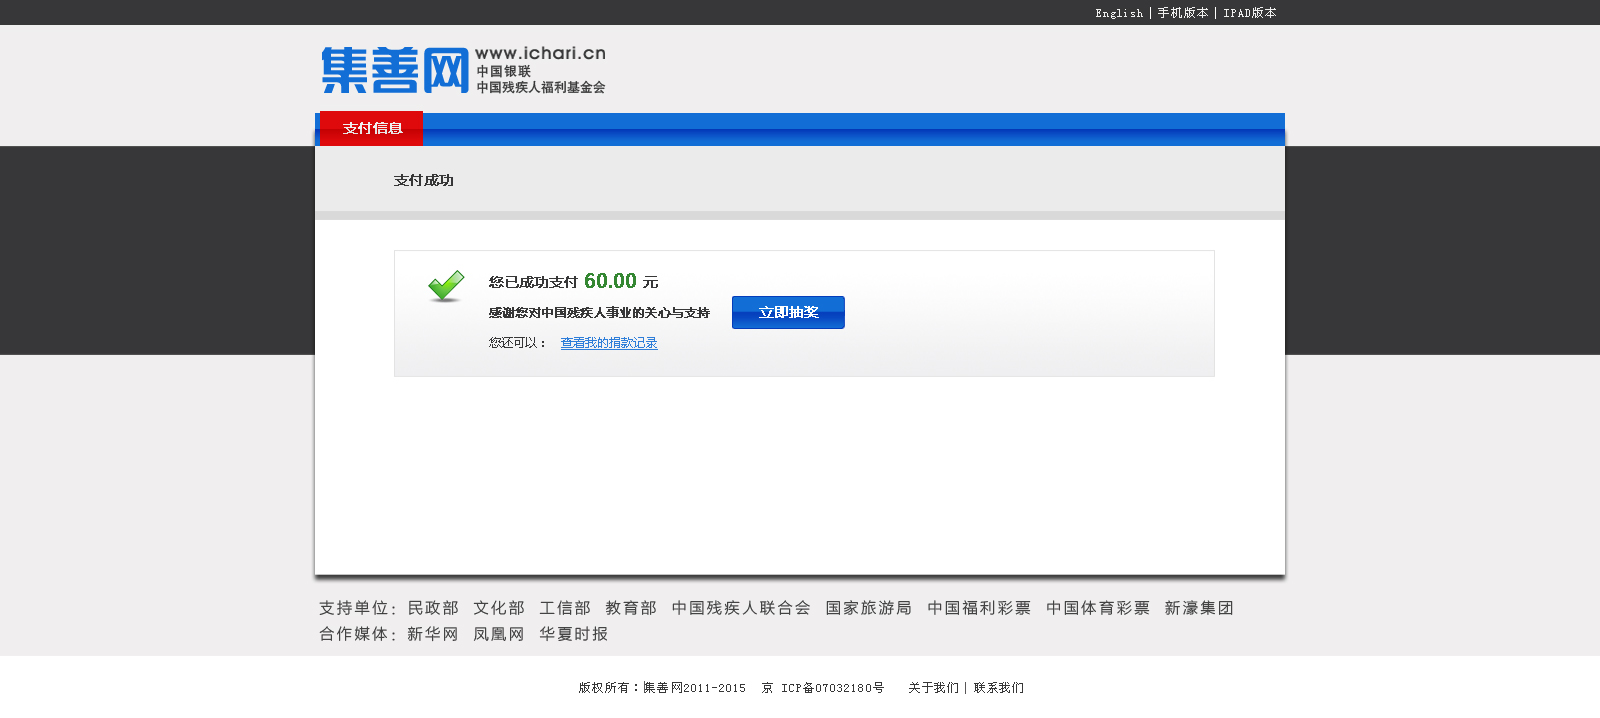 English | 手机版本 | IPAD版本
集善网 www.ichari.cn
中国银联
中国残疾人福利基金会
支付信息
支付成功
您已成功支付 60.00 元
感谢您对中国残疾人事业的关心与支持 立即抽奖
您还可以： 查看我的捐款记录
支持单位: 民政部 文化部 工信部 教育部 中国残疾人联合会 国家旅游局 中国福利彩票 中国体育彩票 新濠集团
合作媒体: 新华网 凤凰网 华夏时报
版权所有：集善网2011-2015 京 ICP备07032180号 关于我们 | 联系我们